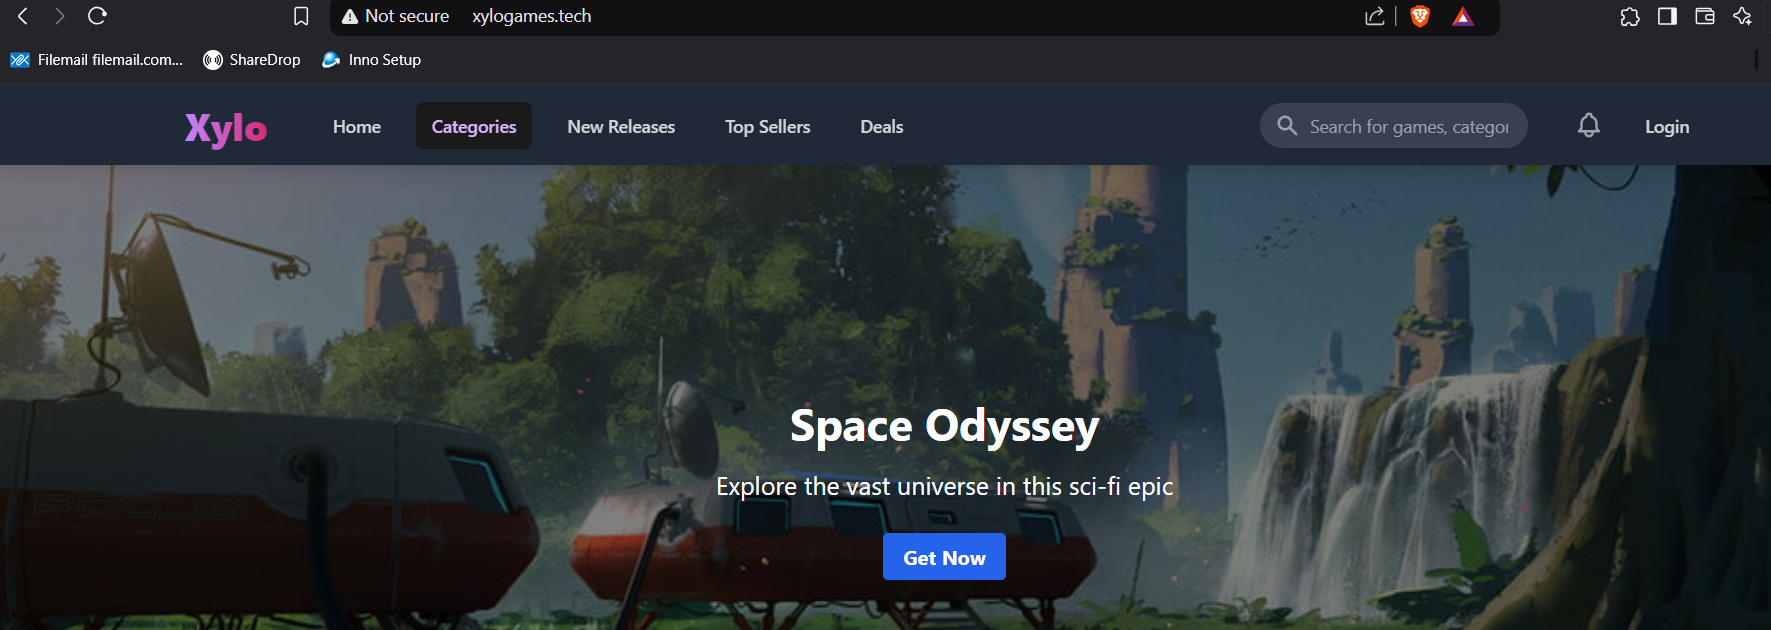 Not secure xylogames.tech
Filemail filemail.com... ShareDrop Inno Setup
Xylo Home Categories New Releases Top Sellers Deals Search for games, categor Login
Space Odyssey
Explore the vast universe in this sci-fi epic
Get Now